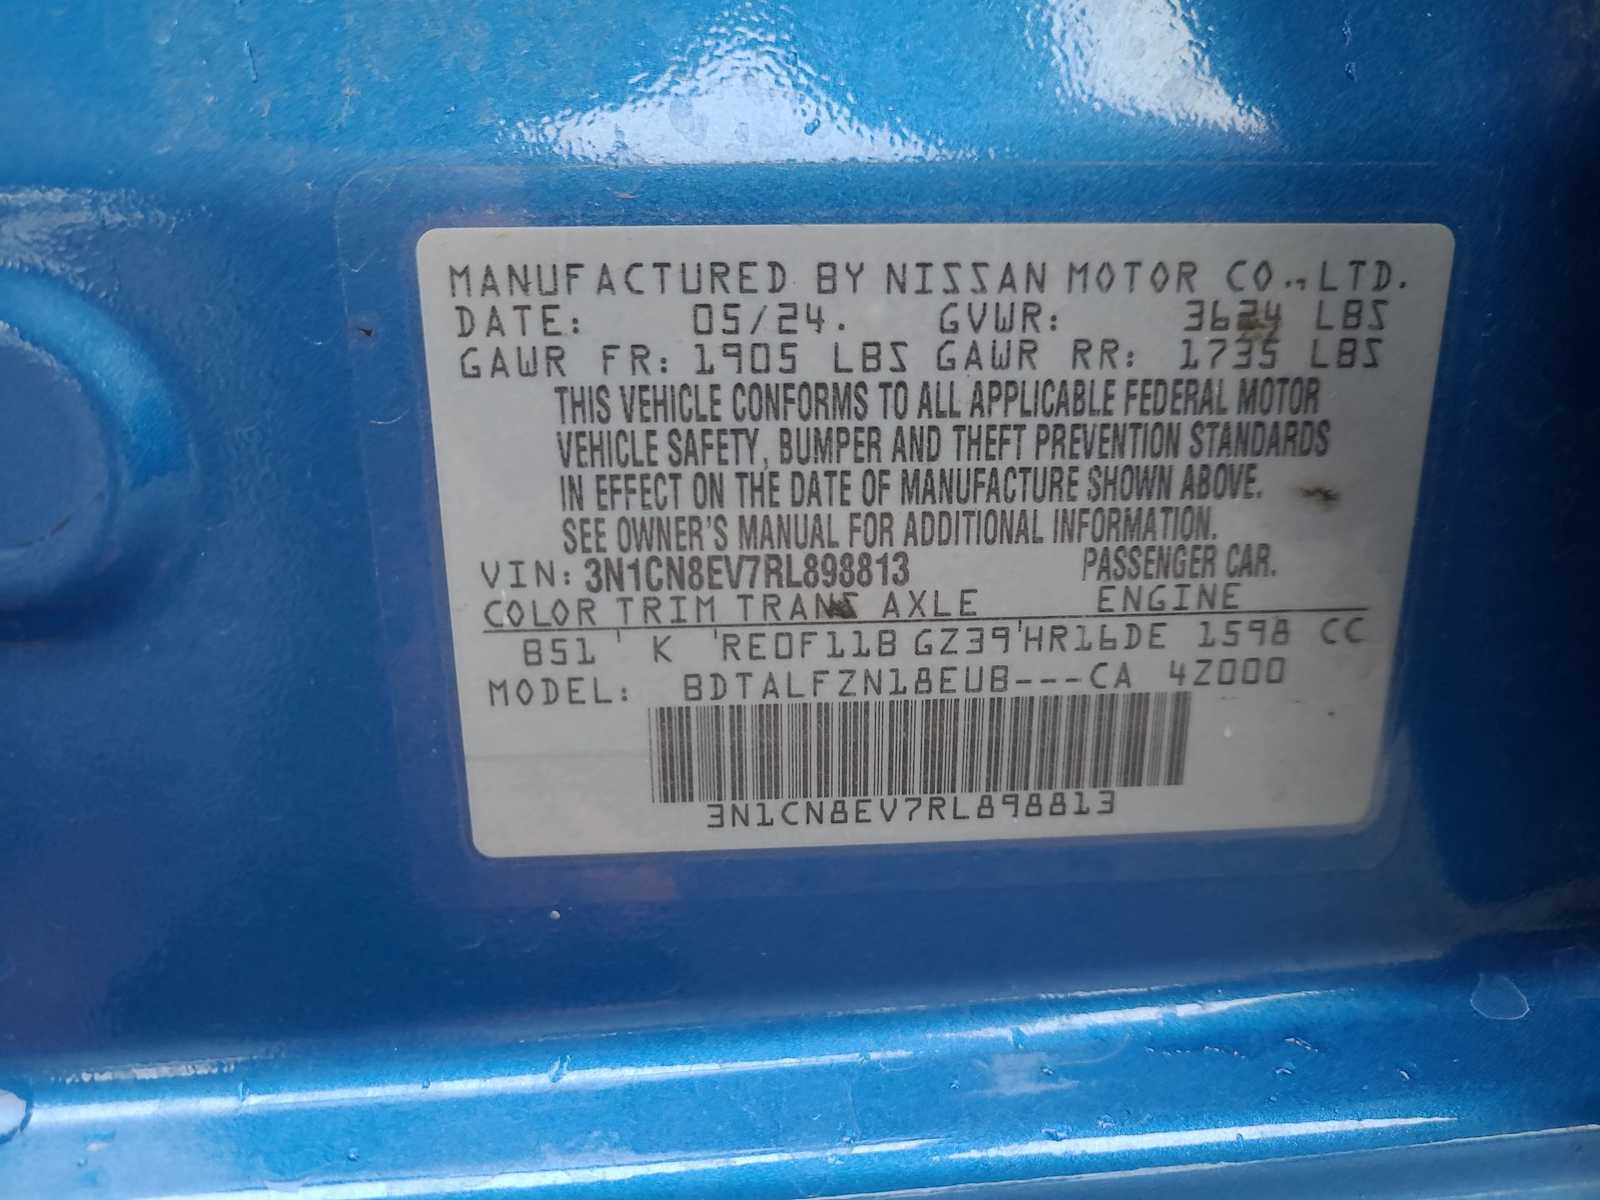 MANUFACTURED BY NISSAN MOTOR CO., LTD.
DATE: 05/24. GVWR: 3624 LBS
GAWR FR: 1905 LBS GAWR RR: 1735 LBS
THIS VEHICLE CONFORMS TO ALL APPLICABLE FEDERAL MOTOR
VEHICLE SAFETY, BUMPER AND THEFT PREVENTION STANDARDS
IN EFFECT ON THE DATE OF MANUFACTURE SHOWN ABOVE.
SEE OWNER'S MANUAL FOR ADDITIONAL INFORMATION.
VIN: 3N1CN8EV7RL898813 PASSENGER CAR.
COLOR TRIM TRANS AXLE ENGINE
B51 ' K 'RE0F11B GZ39'HR16DE 1598 CC
MODEL: BDTALFZN18EUB---CA 4Z000
3N1CN8EV7RL898813